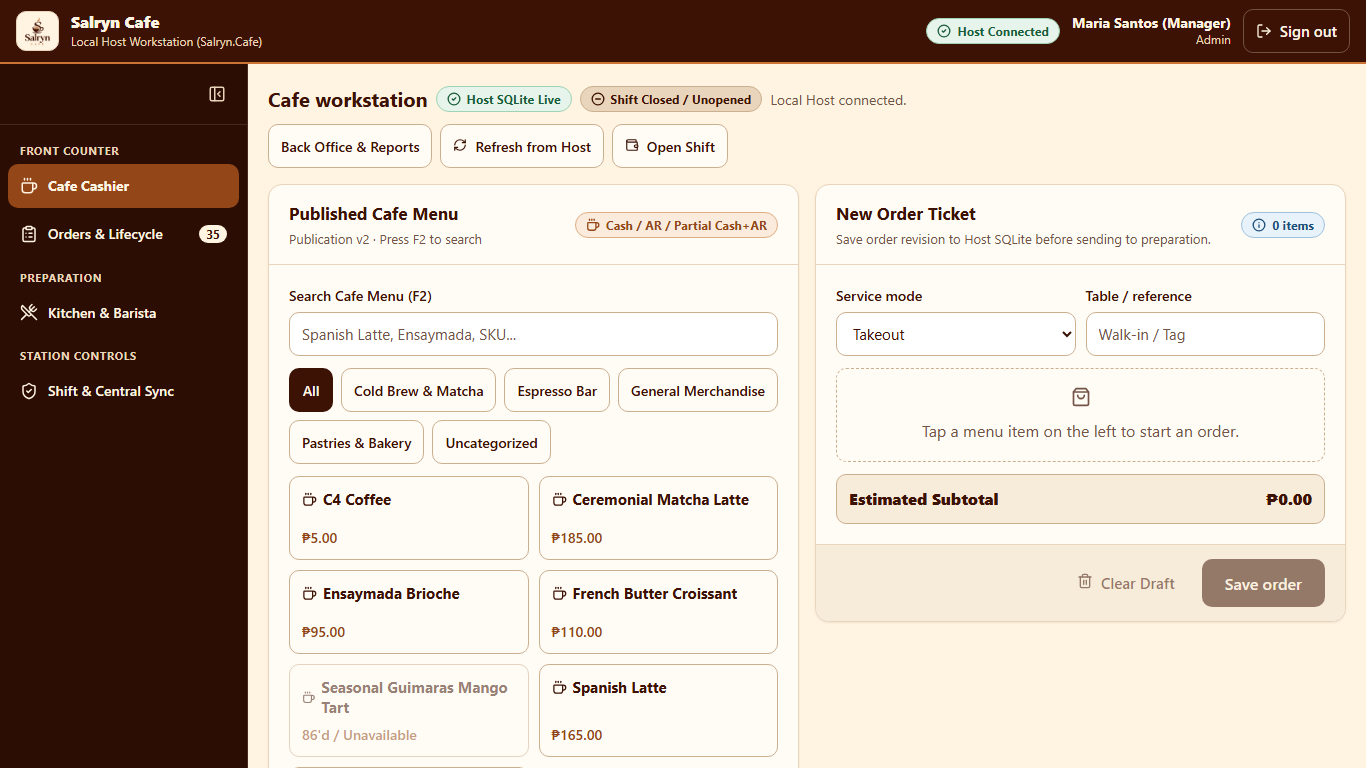 Salryn
Salryn Cafe
Local Host Workstation (Salryn.Cafe)
Host Connected
Maria Santos (Manager)
Admin
Sign out
FRONT COUNTER
Cafe Cashier
Orders & Lifecycle
35
PREPARATION
Kitchen & Barista
STATION CONTROLS
Shift & Central Sync
Cafe workstation
Host SQLite Live
Shift Closed / Unopened
Local Host connected.
Back Office & Reports
Refresh from Host
Open Shift
Published Cafe Menu
Publication v2 · Press F2 to search
Cash / AR / Partial Cash+AR
Search Cafe Menu (F2)
Spanish Latte, Ensaymada, SKU...
All
Cold Brew & Matcha
Espresso Bar
General Merchandise
Pastries & Bakery
Uncategorized
C4 Coffee
₱5.00
Ceremonial Matcha Latte
₱185.00
Ensaymada Brioche
₱95.00
French Butter Croissant
₱110.00
Seasonal Guimaras Mango
Tart
86'd / Unavailable
Spanish Latte
₱165.00
New Order Ticket
Save order revision to Host SQLite before sending to preparation.
0 items
Service mode
Takeout
Table / reference
Walk-in / Tag
Tap a menu item on the left to start an order.
Estimated Subtotal
₱0.00
Clear Draft
Save order